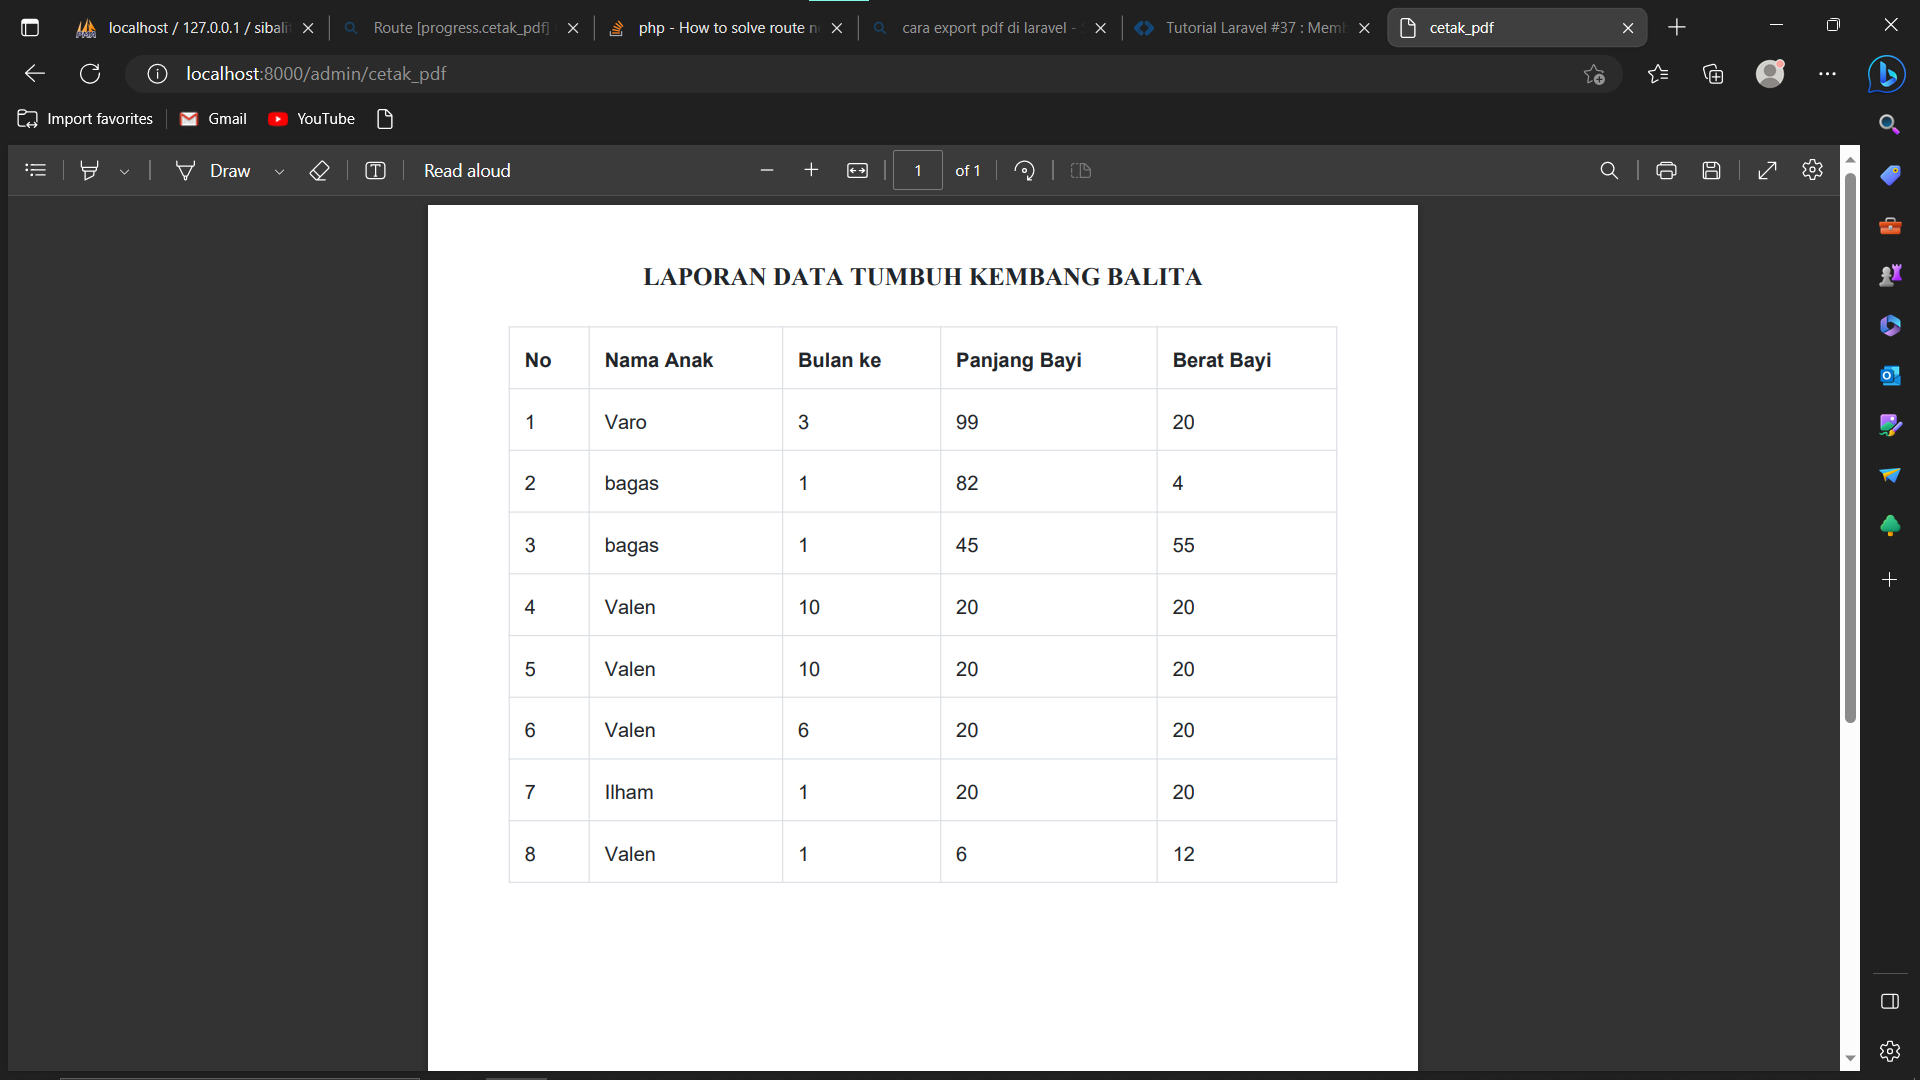 localhost / 127.0.0.1 / sibali
Route [progress.cetak_pdf]
php - How to solve route n
cara export pdf di laravel -
Tutorial Laravel #37 : Memb
cetak_pdf
localhost:8000/admin/cetak_pdf
Import favorites Gmail YouTube
Draw Read aloud 1 of 1
LAPORAN DATA TUMBUH KEMBANG BALITA
No Nama Anak Bulan ke Panjang Bayi Berat Bayi
1 Varo 3 99 20
2 bagas 1 82 4
3 bagas 1 45 55
4 Valen 10 20 20
5 Valen 10 20 20
6 Valen 6 20 20
7 Ilham 1 20 20
8 Valen 1 6 12